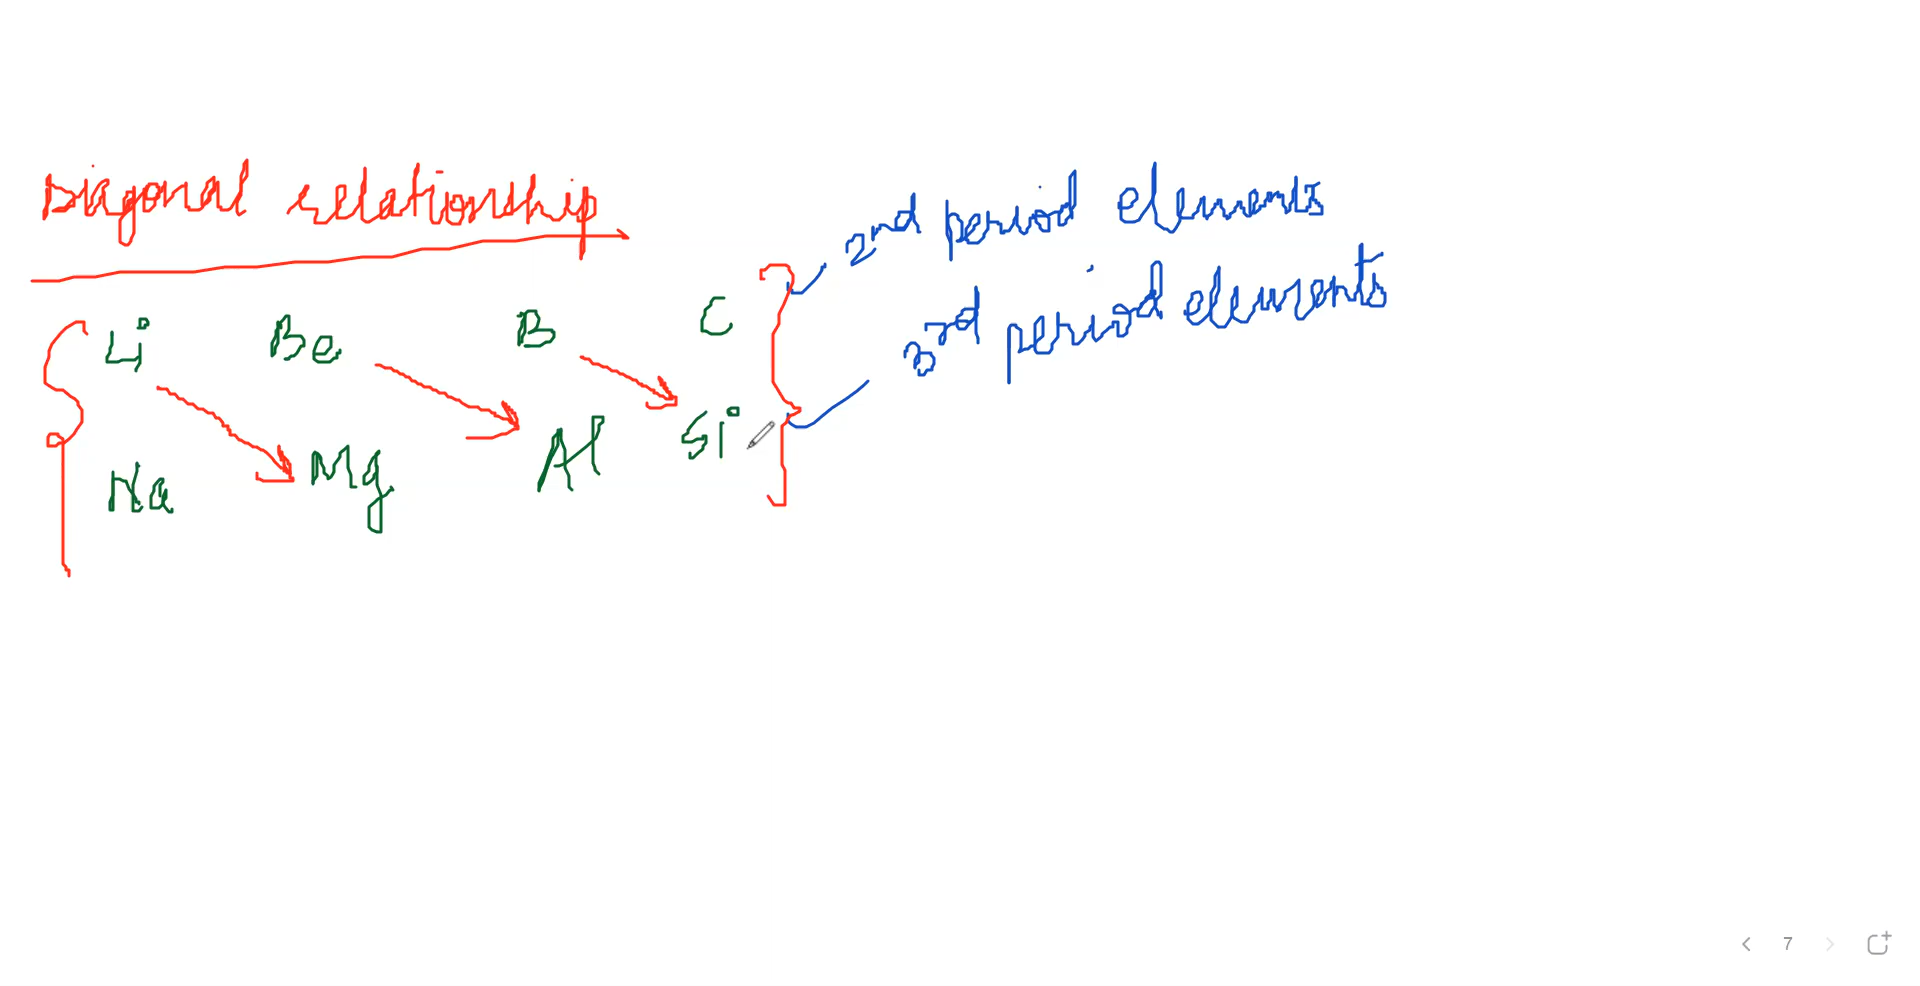 Diagonal relationship
2nd period elements
3rd period elements
Li Be B C
Na Mg Al Si
7